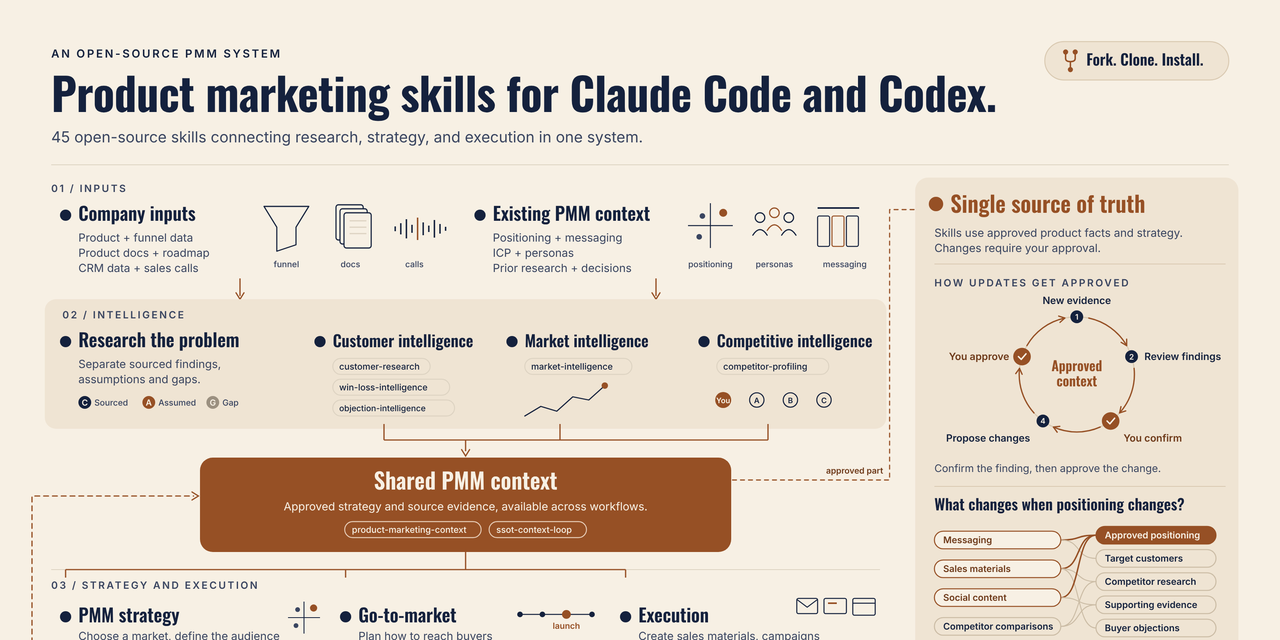 AN OPEN-SOURCE PMM SYSTEM
Product marketing skills for Claude Code and Codex.
45 open-source skills connecting research, strategy, and execution in one system.
Fork. Clone. Install.
01 / INPUTS
Company inputs
Product + funnel data
Product docs + roadmap
CRM data + sales calls
funnel
docs
calls
Existing PMM context
Positioning + messaging
ICP + personas
Prior research + decisions
positioning
personas
messaging
02 / INTELLIGENCE
Research the problem
Separate sourced findings,
assumptions and gaps.
C Sourced
A Assumed
G Gap
Customer intelligence
customer-research
win-loss-intelligence
objection-intelligence
Market intelligence
market-intelligence
Competitive intelligence
competitor-profiling
You
A
B
C
Shared PMM context
Approved strategy and source evidence, available across workflows.
product-marketing-context
ssot-context-loop
approved part
03 / STRATEGY AND EXECUTION
PMM strategy
Choose a market, define the audience
Go-to-market
Plan how to reach buyers
launch
Execution
Create sales materials, campaigns
Single source of truth
Skills use approved product facts and strategy.
Changes require your approval.
HOW UPDATES GET APPROVED
New evidence
1
2 Review findings
You confirm
4
Propose changes
You approve
Approved
context
Confirm the finding, then approve the change.
What changes when positioning changes?
Messaging
Sales materials
Social content
Competitor comparisons
Approved positioning
Target customers
Competitor research
Supporting evidence
Buyer objections